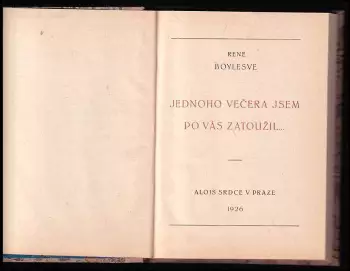 RENÉ
BOYLESVE
JEDNOHO VEČERA JSEM
PO VÁS ZATOUŽIL...
ALOIS SRDCE V PRAZE
1926